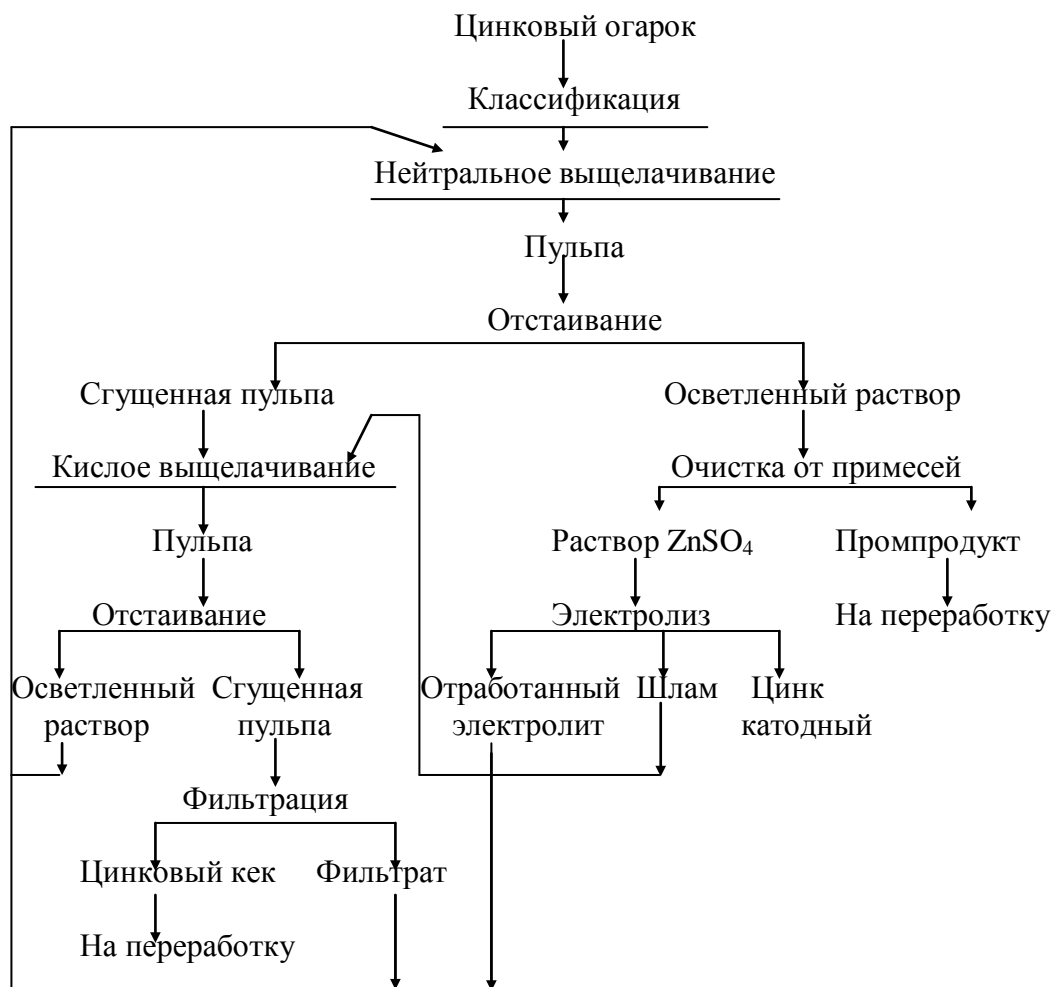 Цинковый огарок
Классификация
Нейтральное выщелачивание
Пульпа
Отстаивание
Сгущенная пульпа
Осветленный раствор
Кислое выщелачивание
Очистка от примесей
Пульпа
Раствор ZnSO₄
Промпродукт
Отстаивание
Электролиз
На переработку
Осветленный
раствор
Сгущенная
пульпа
Отработанный
электролит
Шлам
Цинк
катодный
Фильтрация
Цинковый кек
Фильтрат
На переработку